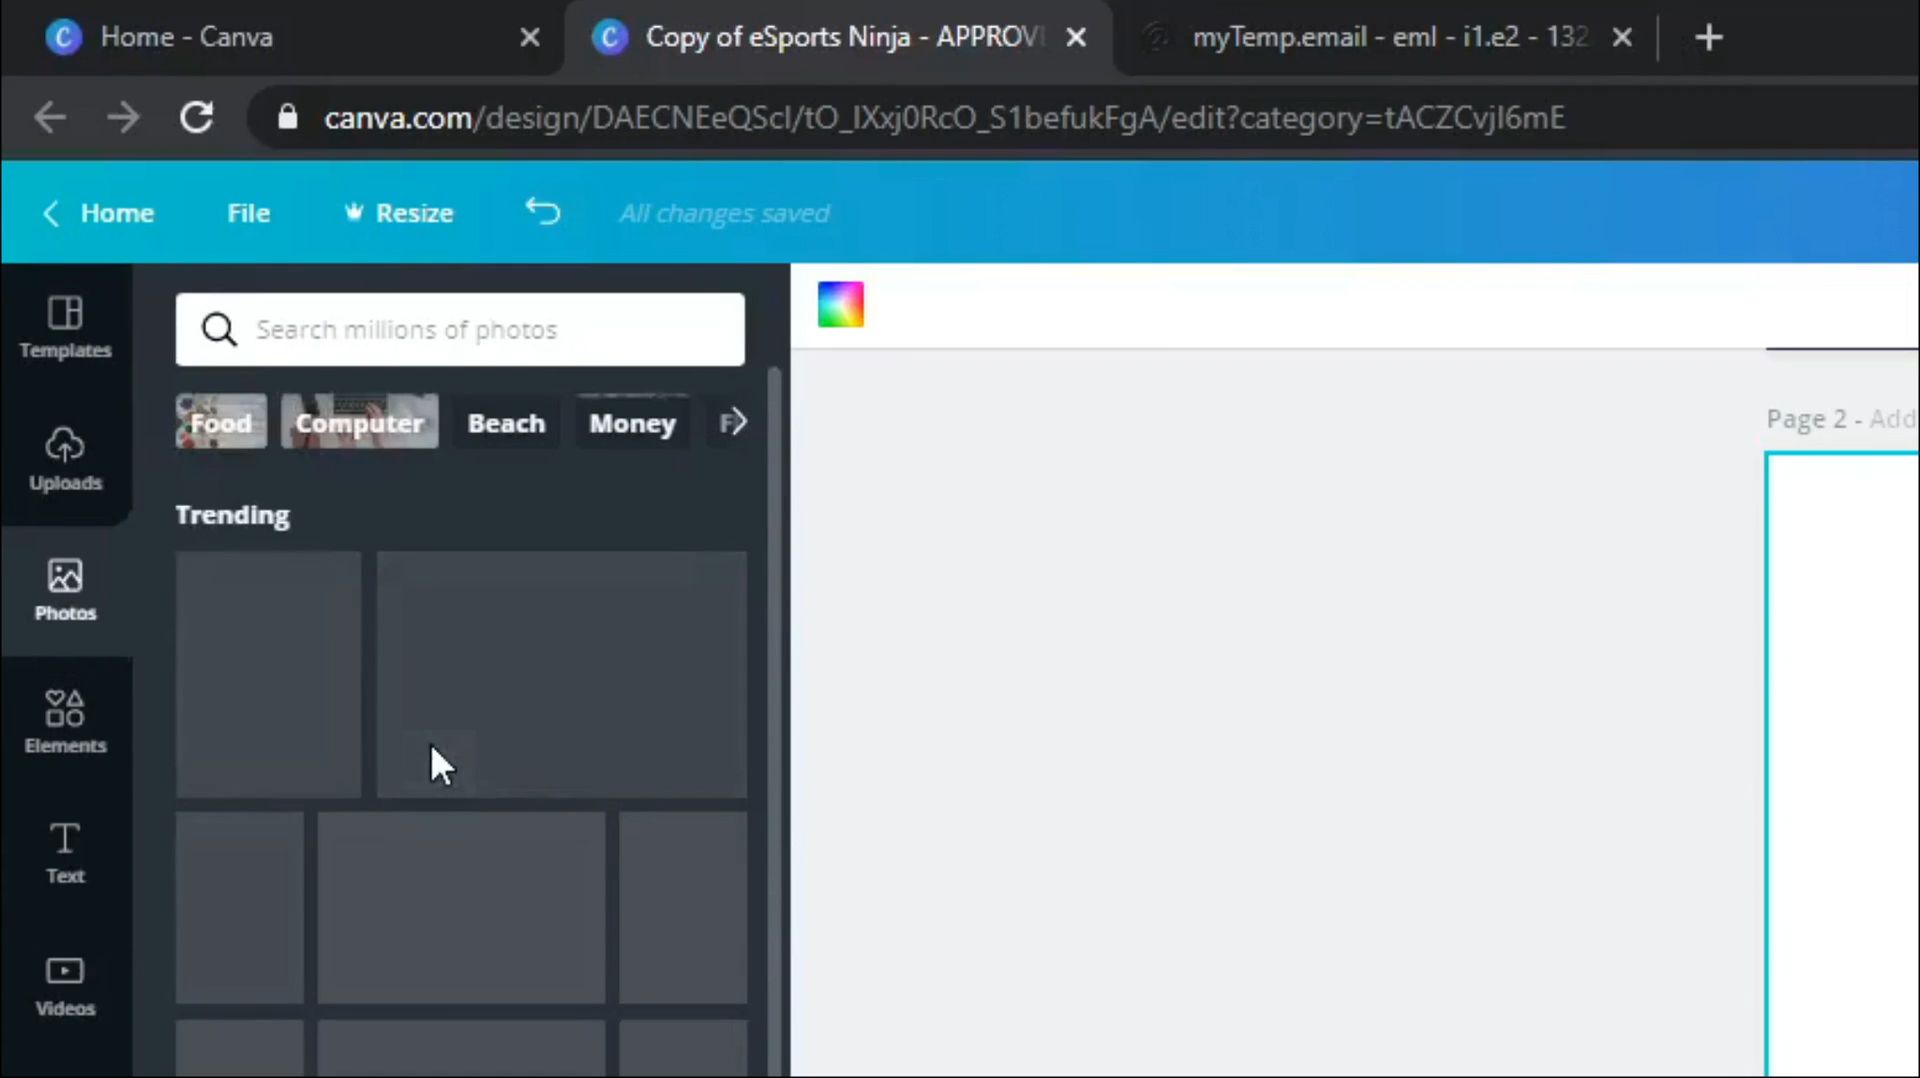 Home - Canva
Copy of eSports Ninja - APPROV
myTemp.email - eml - i1.e2 - 132
canva.com/design/DAECNEeQScI/tO_IXxj0RcO_S1befukFgA/edit?category=tACZCvjI6mE
Home
File
Resize
All changes saved
Templates
Search millions of photos
Food
Computer
Beach
Money
F
Page 2 - Add
Uploads
Trending
Photos
Elements
Text
Videos